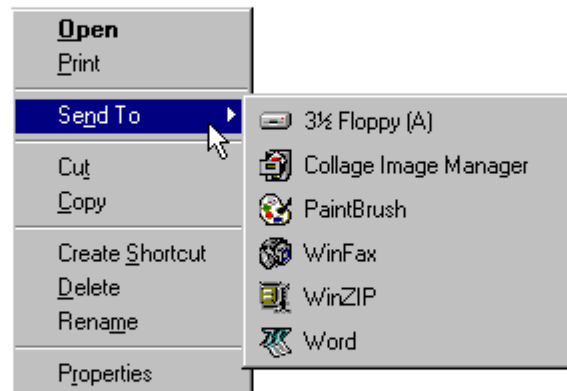 Open
Print
Send To
Cut
Copy
Create Shortcut
Delete
Rename
Properties
3½ Floppy (A)
Collage Image Manager
PaintBrush
WinFax
WinZIP
Word